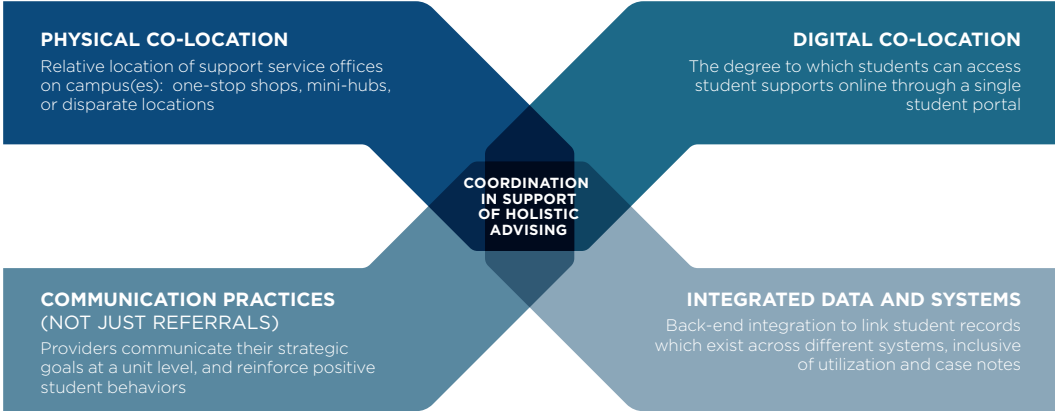 PHYSICAL CO-LOCATION
Relative location of support service offices
on campus(es): one-stop shops, mini-hubs,
or disparate locations
DIGITAL CO-LOCATION
The degree to which students can access
student supports online through a single
student portal
COORDINATION
IN SUPPORT
OF HOLISTIC
ADVISING
COMMUNICATION PRACTICES
(NOT JUST REFERRALS)
Providers communicate their strategic
goals at a unit level, and reinforce positive
student behaviors
INTEGRATED DATA AND SYSTEMS
Back-end integration to link student records
which exist across different systems, inclusive
of utilization and case notes